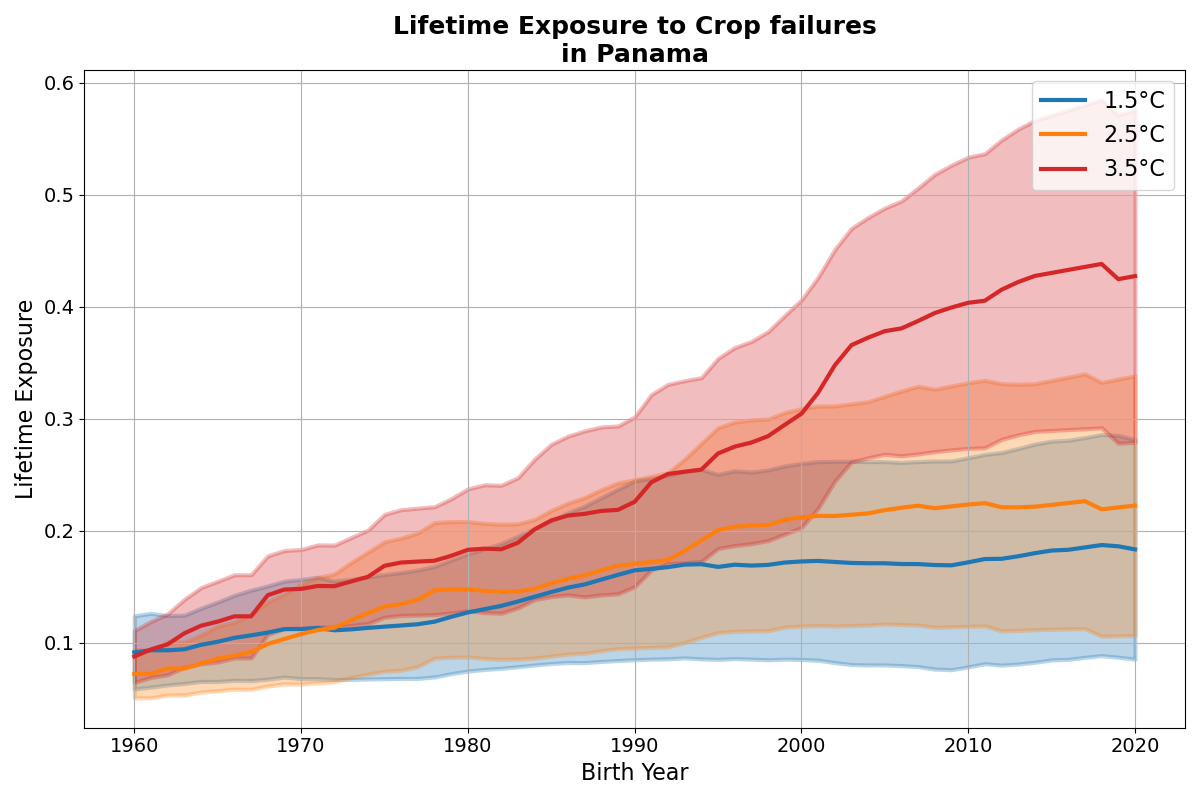 Lifetime Exposure to Crop failures
in Panama
0.6
0.5
0.4
0.3
0.2
0.1
Lifetime Exposure
1.5°C
2.5°C
3.5°C
1960
1970
1980
1990
2000
2010
2020
Birth Year